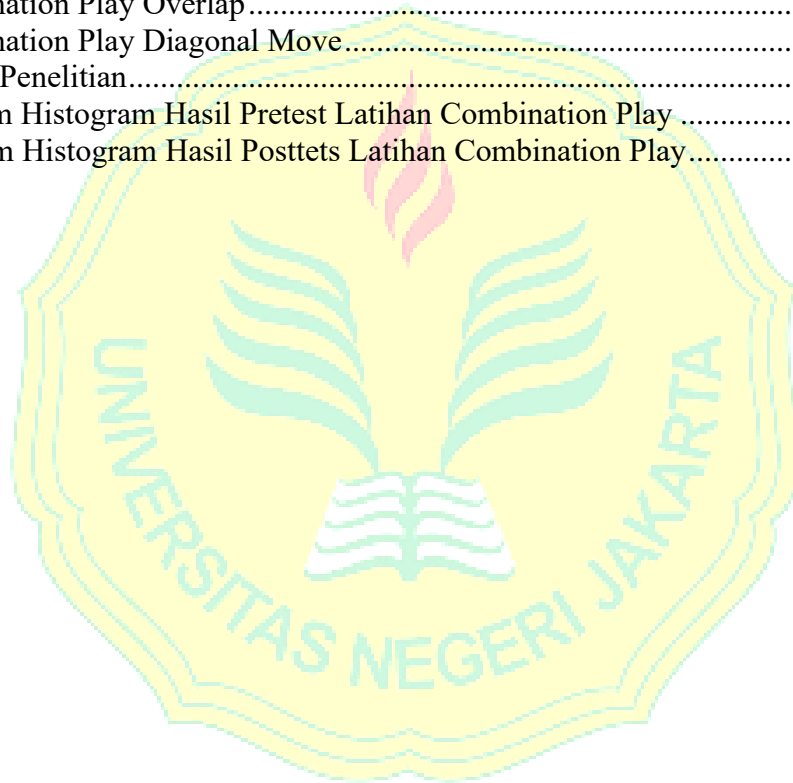 nation Play Overlap
nation Play Diagonal Move
Penelitian
m Histogram Hasil Pretest Latihan Combination Play
m Histogram Hasil Posttets Latihan Combination Play
UNIVERSITAS NEGERI JAKARTA